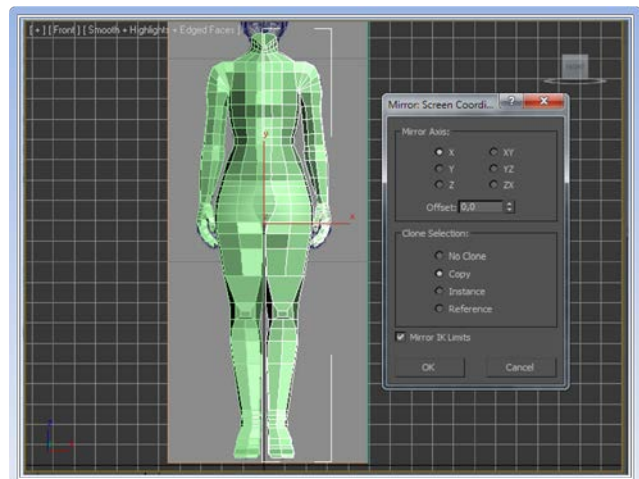 [ + ] [ Front ] [ Smooth + Highlights + Edged Faces ]
Mirror: Screen Coordi...
Mirror Axis:
X XY
Y YZ
Z ZX
Offset: 0,0
Clone Selection:
No Clone
Copy
Instance
Reference
Mirror IK Limits
OK Cancel
y
x